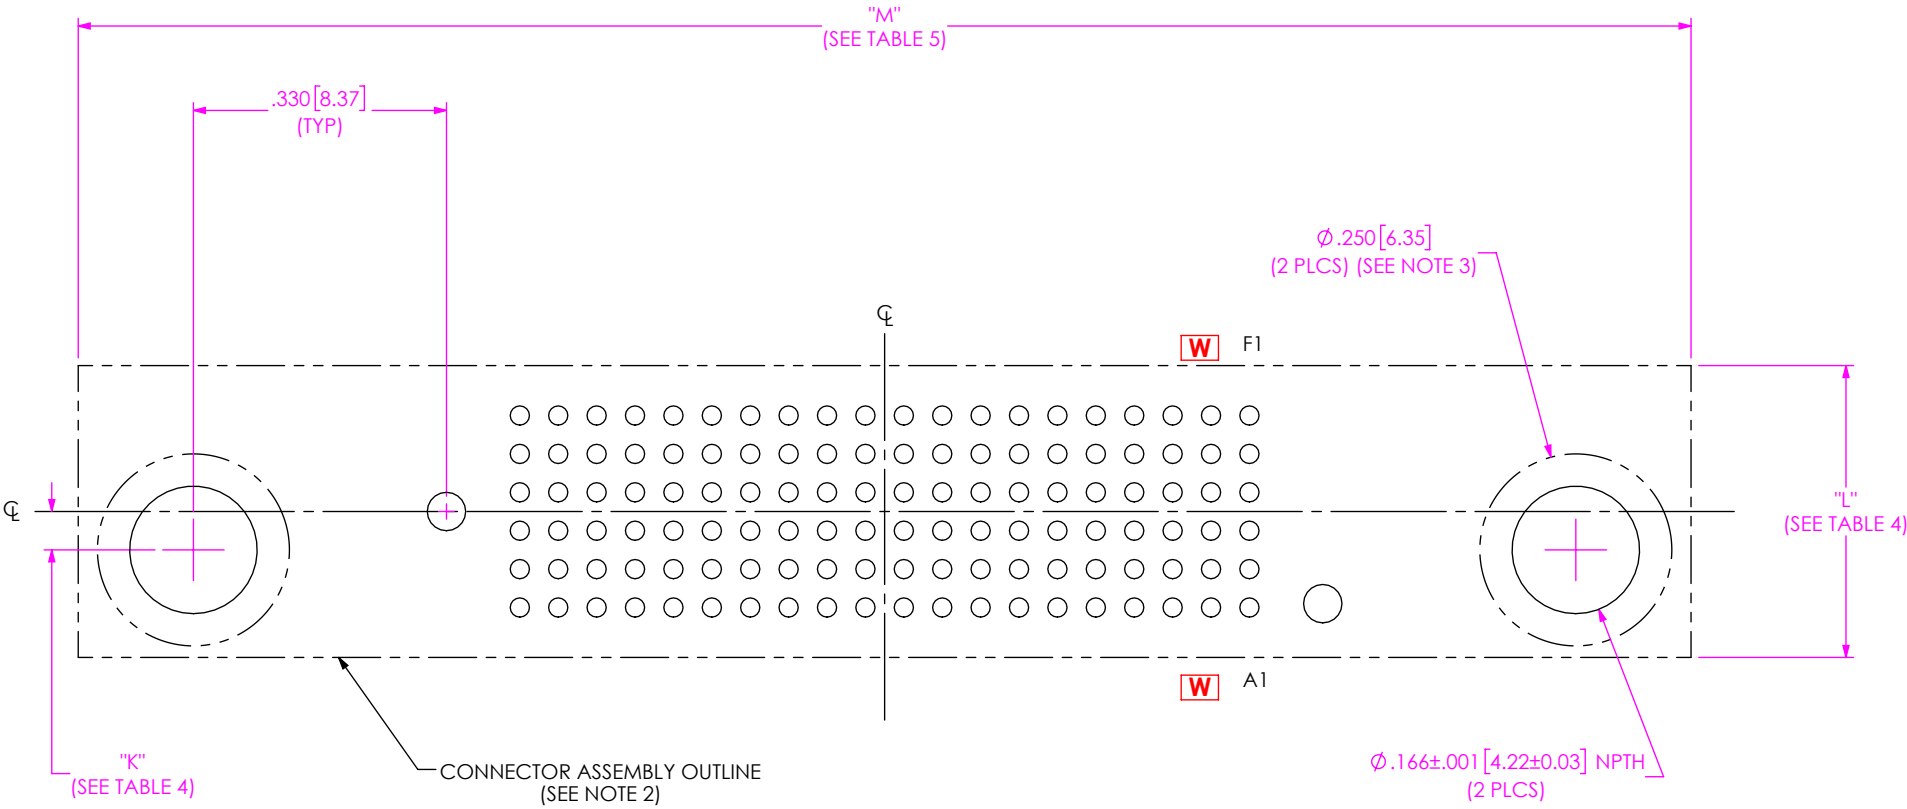 "M"
(SEE TABLE 5)
.330[8.37]
(TYP)
Ø.250[6.35]
(2 PLCS) (SEE NOTE 3)
℄
W F1
℄
"L"
(SEE TABLE 4)
W A1
"K"
(SEE TABLE 4)
CONNECTOR ASSEMBLY OUTLINE
(SEE NOTE 2)
Ø.166±.001[4.22±0.03] NPTH
(2 PLCS)